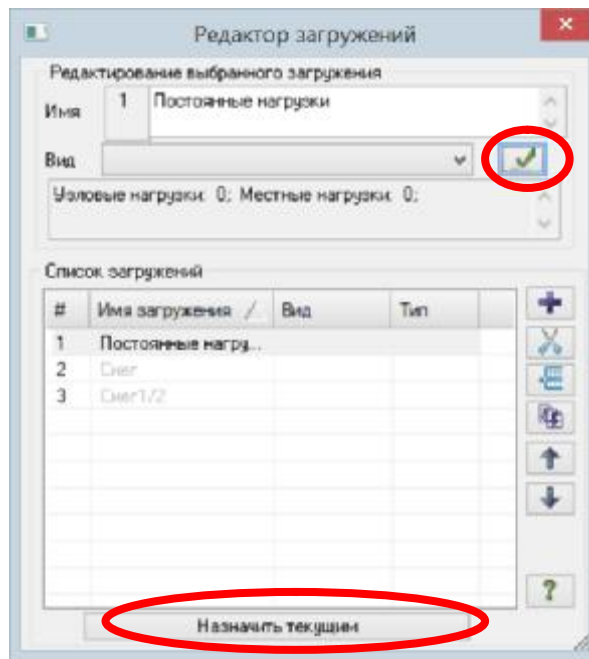 Редактор загружений
Редактирование выбранного загружения
Имя 1 Постоянные нагрузки
Вид
Узловые нагрузки: 0; Местные нагрузки: 0;
Список загружений
# Имя загружения / Вид Тип
1 Постоянные нагру...
2 Снег
3 Снег1/2
?
Назначить текущим